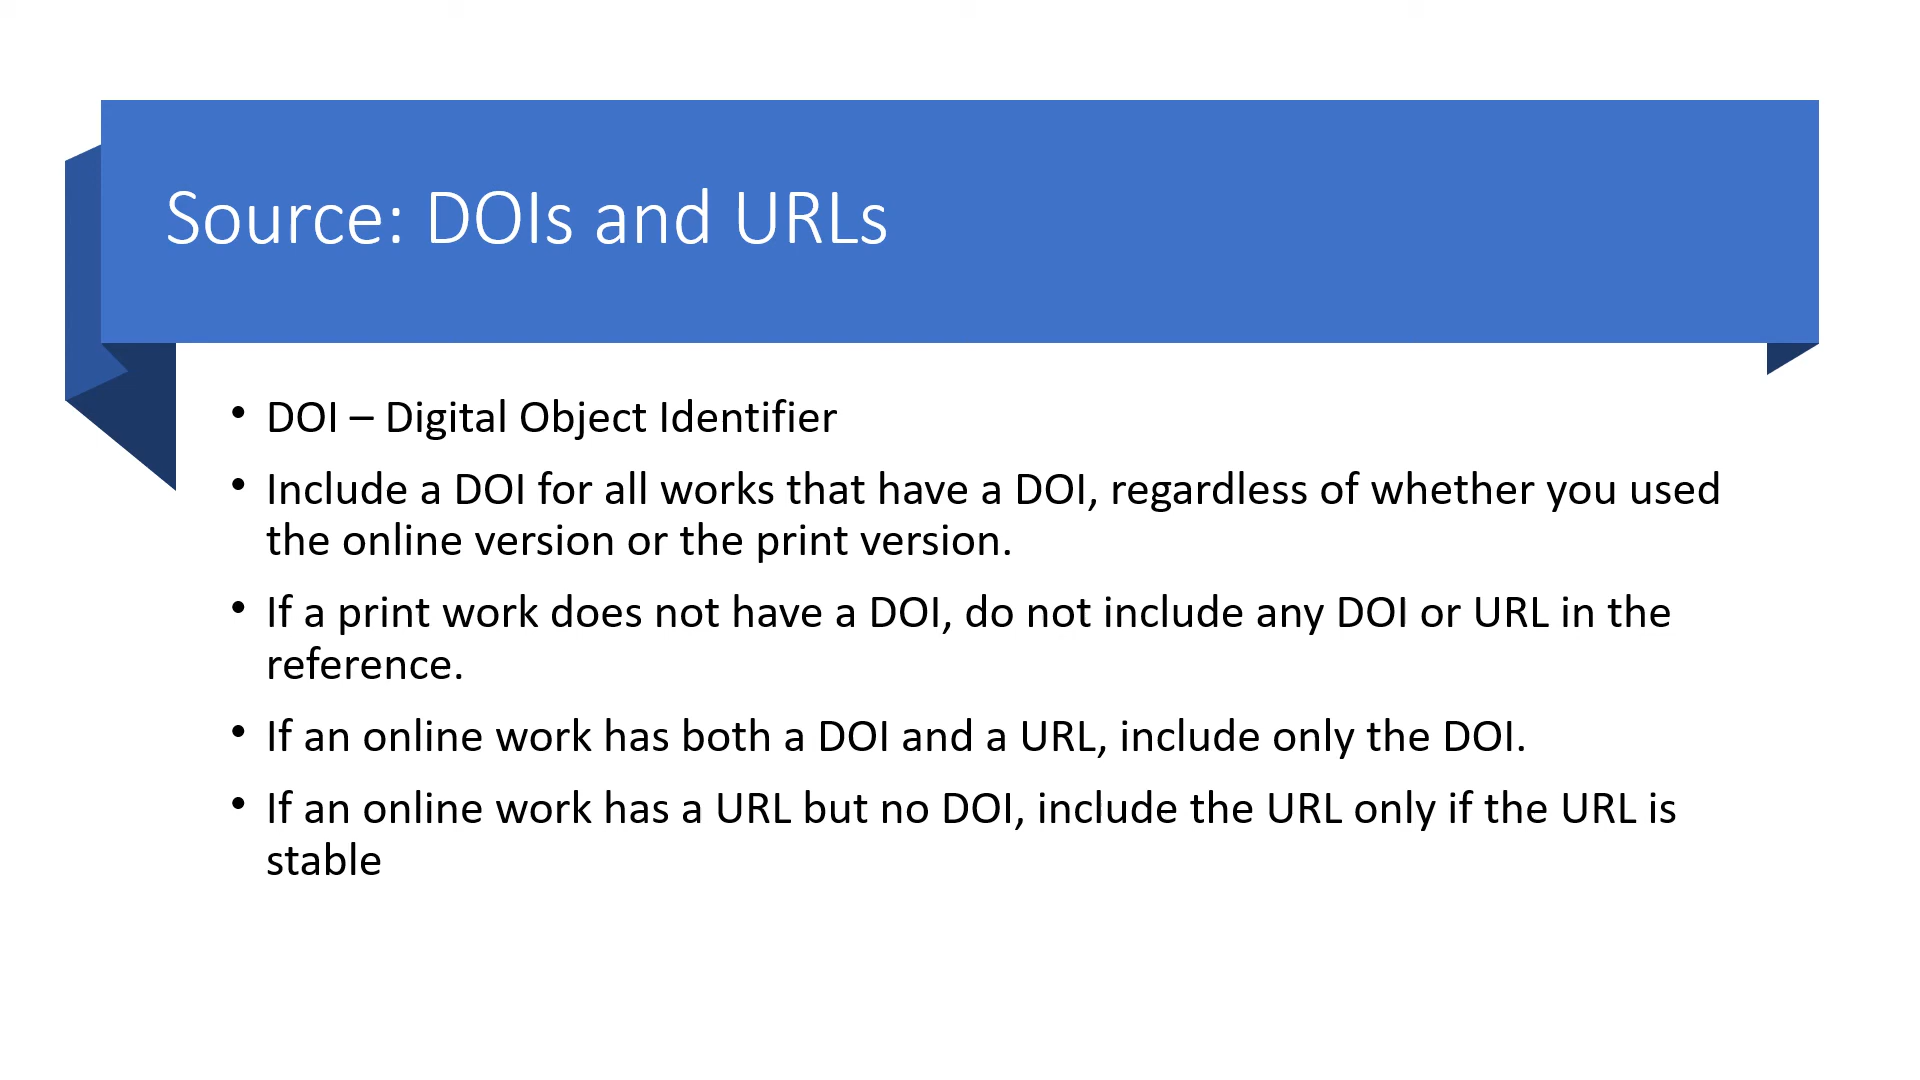 Source: DOIs and URLs
• DOI – Digital Object Identifier
• Include a DOI for all works that have a DOI, regardless of whether you used
the online version or the print version.
• If a print work does not have a DOI, do not include any DOI or URL in the
reference.
• If an online work has both a DOI and a URL, include only the DOI.
• If an online work has a URL but no DOI, include the URL only if the URL is
stable